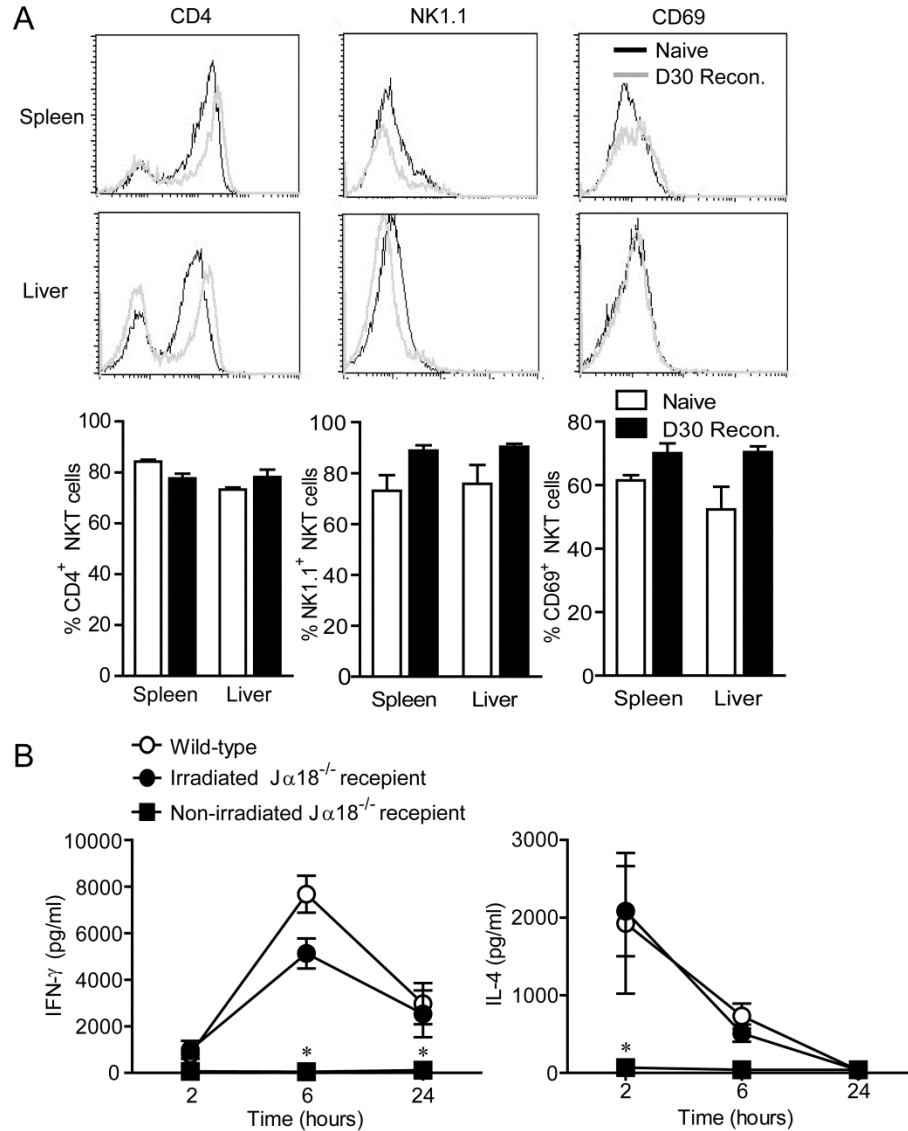 A
CD4
NK1.1
CD69
Naive
D30 Recon.
Spleen
Liver
Naive
D30 Recon.
% CD4+ NKT cells
100
80
60
40
20
0
Spleen Liver
% NK1.1+ NKT cells
100
80
60
40
20
0
Spleen Liver
% CD69+ NKT cells
80
60
40
20
0
Spleen Liver
B
Wild-type
Irradiated Jα18-/- recepient
Non-irradiated Jα18-/- recepient
IFN-γ (pg/ml)
10000
8000
6000
4000
2000
0
* *
2 6 24
Time (hours)
IL-4 (pg/ml)
3000
2000
1000
0
*
2 6 24
Time (hours)